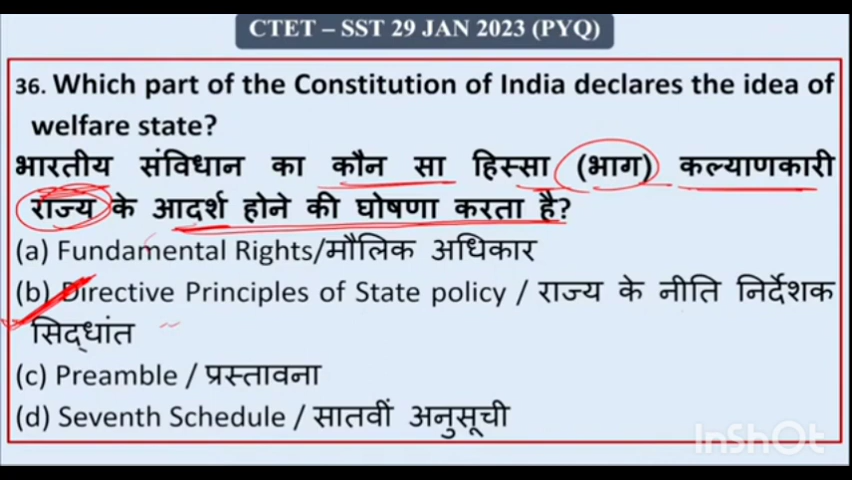 CTET – SST 29 JAN 2023 (PYQ)
36. Which part of the Constitution of India declares the idea of
welfare state?
भारतीय संविधान का कौन सा हिस्सा (भाग) कल्याणकारी
राज्य के आदर्श होने की घोषणा करता है?
(a) Fundamental Rights/मौलिक अधिकार
(b) Directive Principles of State policy / राज्य के नीति निर्देशक
सिद्धांत
(c) Preamble / प्रस्तावना
(d) Seventh Schedule / सातवीं अनुसूची
InShOt